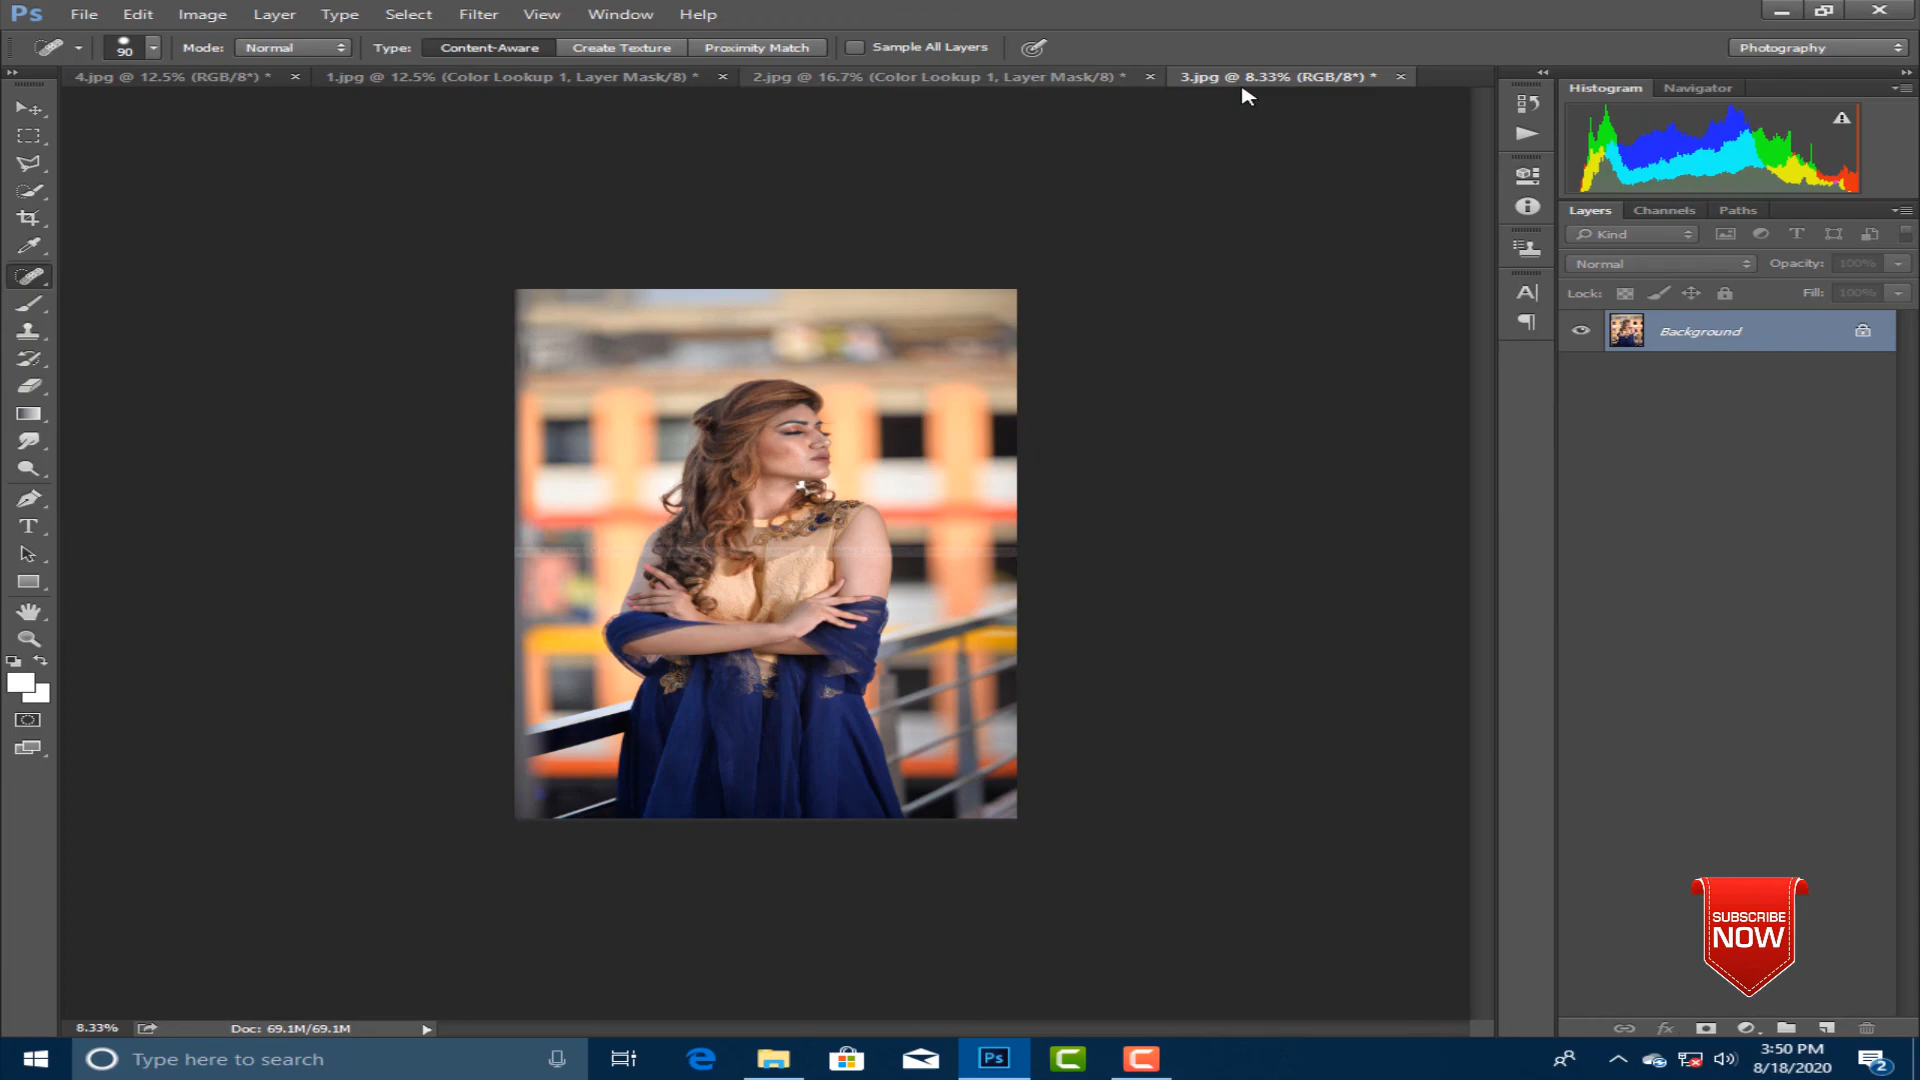 Ps File Edit Image Layer Type Select Filter View Window Help
90 Mode: Normal Type: Content-Aware Create Texture Proximity Match Sample All Layers Photography
4.jpg @ 12.5% (RGB/8*) * × 1.jpg @ 12.5% (Color Lookup 1, Layer Mask/8) * × 2.jpg @ 16.7% (Color Lookup 1, Layer Mask/8) * × 3.jpg @ 8.33% (RGB/8*) * ×
Histogram Navigator
Layers Channels Paths
Kind
Normal Opacity: 100%
Lock: Fill: 100%
Background
SUBSCRIBE
NOW
8.33% Doc: 69.1M/69.1M
Type here to search
Ps
3:50 PM
8/18/2020
2